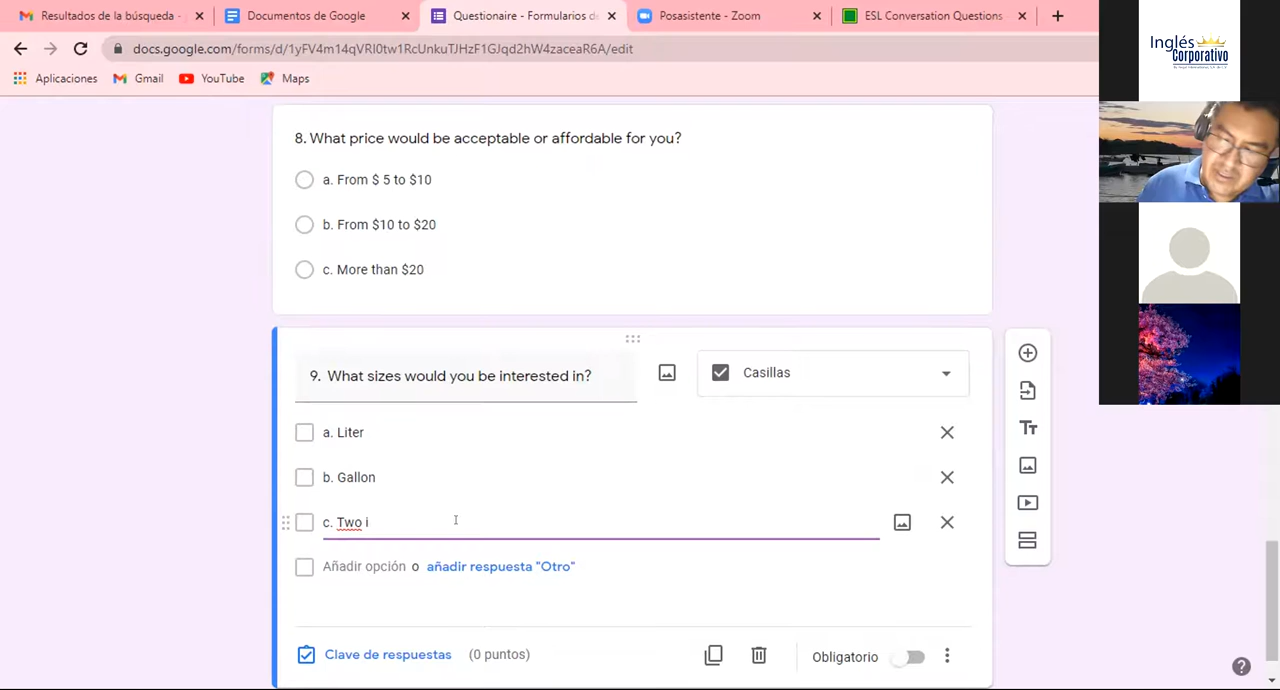 Resultados de la búsqueda -
Documentos de Google
Questionaire - Formularios d
Posasistente - Zoom
ESL Conversation Questions
docs.google.com/forms/d/1yFV4m14qVRI0tw1RcUnkuTJHzF1GJqd2hW4zaceaR6A/edit
Aplicaciones
Gmail
YouTube
Maps
Inglés
Corporativo
8. What price would be acceptable or affordable for you?
a. From $ 5 to $10
b. From $10 to $20
c. More than $20
9. What sizes would you be interested in?
Casillas
a. Liter
b. Gallon
c. Two i
Añadir opción o añadir respuesta "Otro"
Clave de respuestas (0 puntos)
Obligatorio